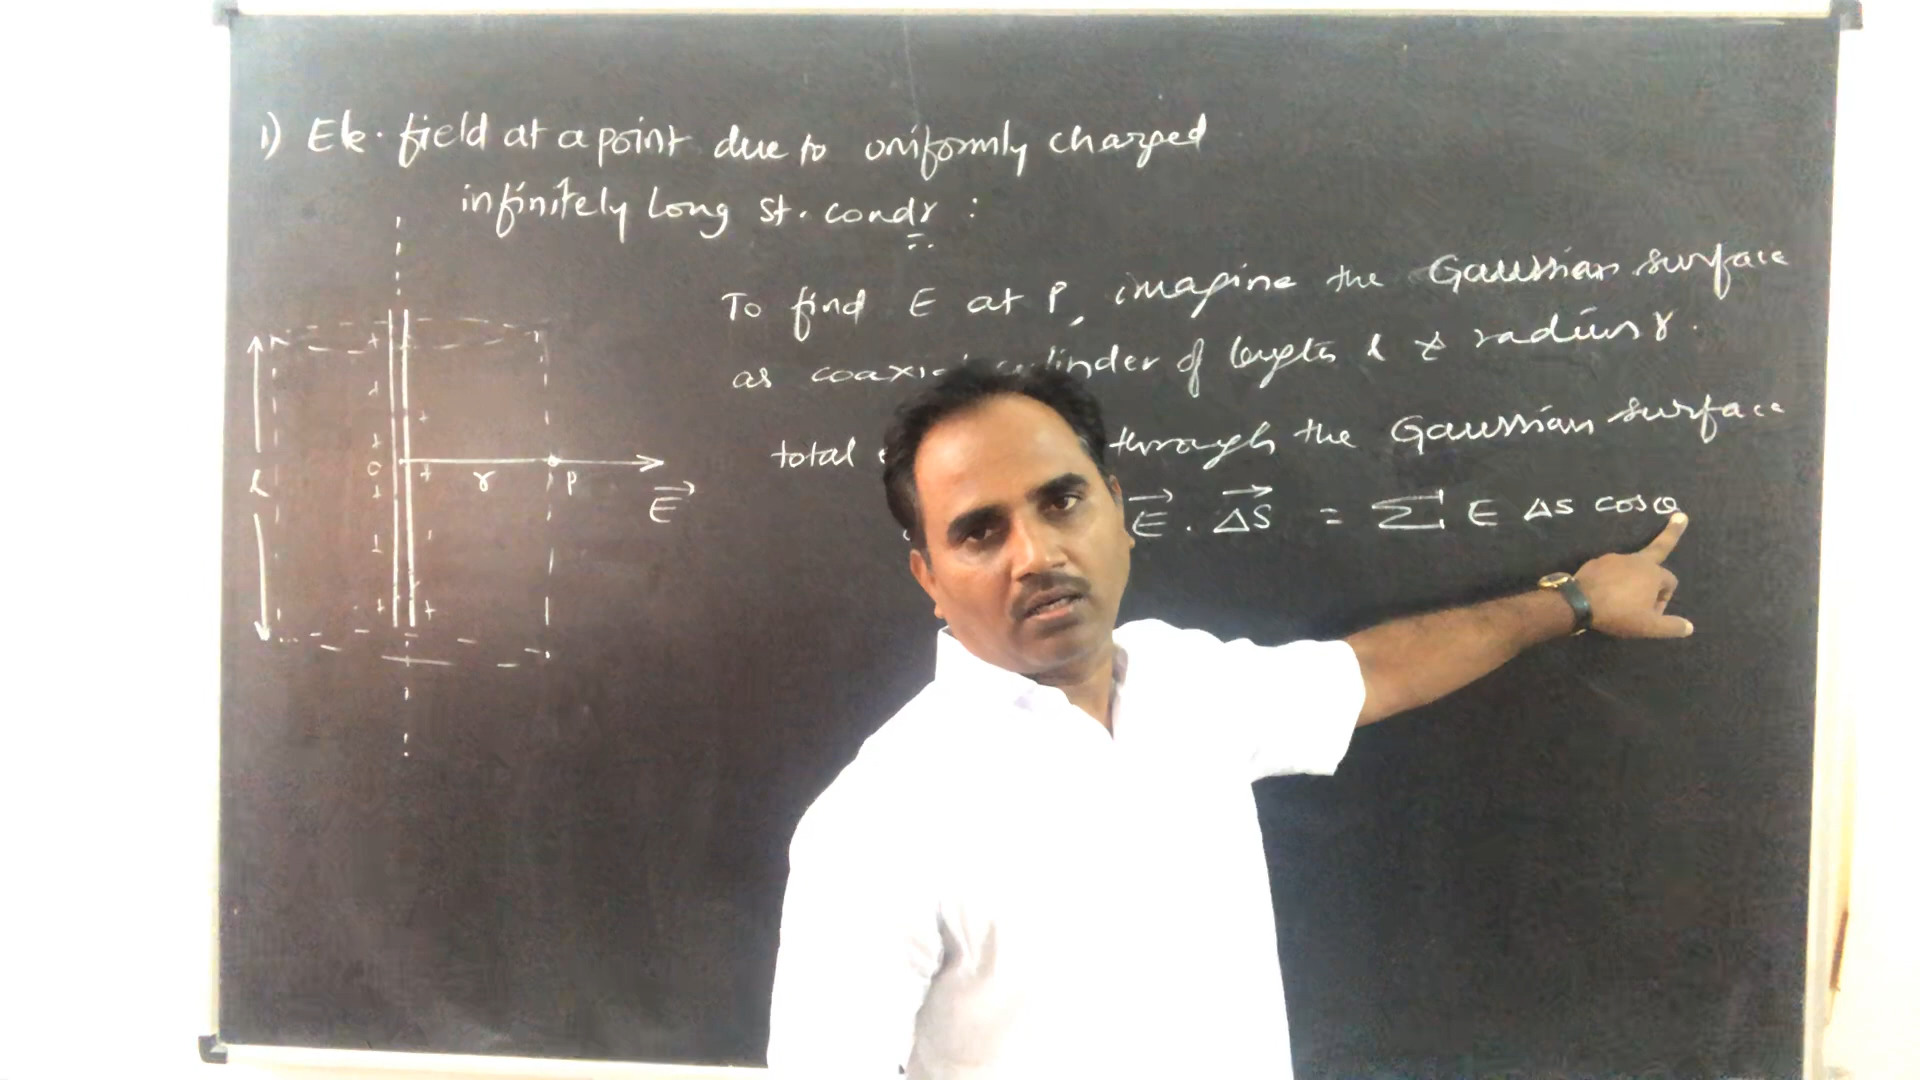 1) Ele. field at a point due to uniformly charged
infinitely long st. condr :
To find E at P, imagine the Gaussian surface
as coaxial cylinder of length l & radius r.
total through the Gaussian surface
E⃗ . ΔS⃗ = Σ E ΔS cosθ
l
r
P
E⃗